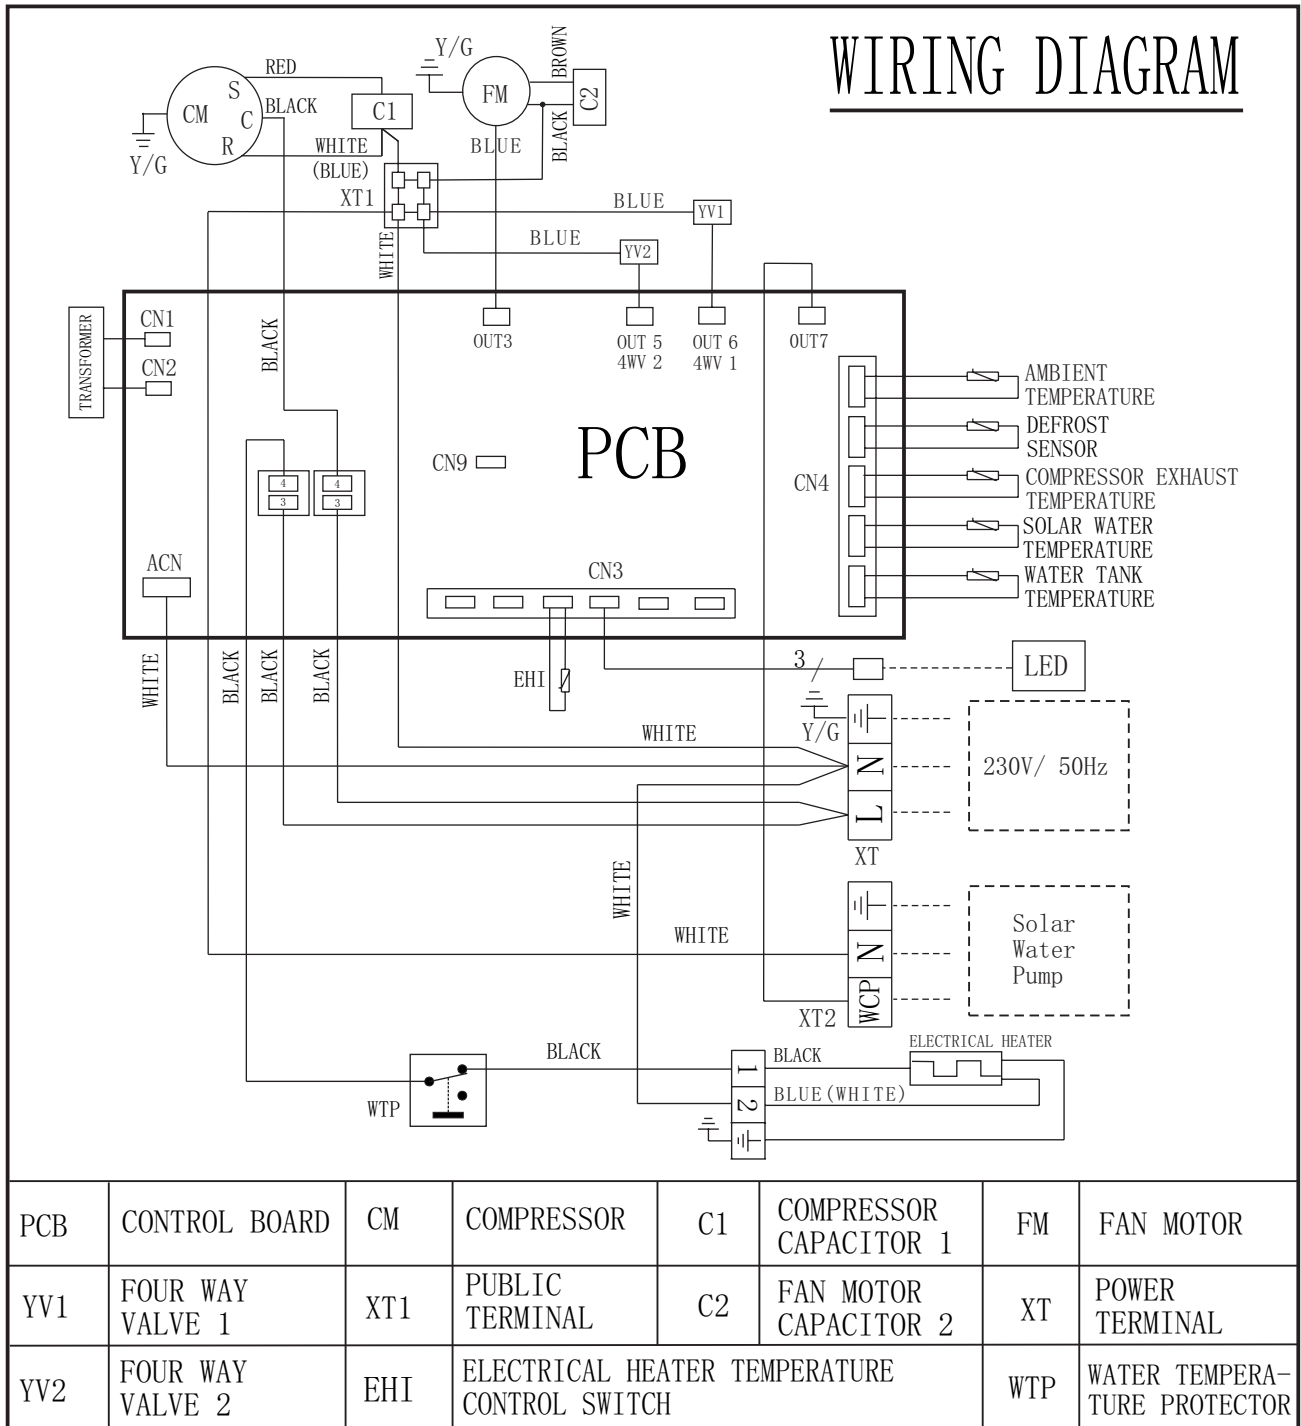 WIRING DIAGRAM
Y/G
BROWN
RED
S
CM
C
R
BLACK
C1
FM
C2
BLACK
Y/G
WHITE
(BLUE)
BLUE
XT1
BLUE
YV1
WHITE
BLUE
YV2
TRANSFORMER
CN1
CN2
BLACK
OUT3
OUT 5
4WV 2
OUT 6
4WV 1
OUT7
AMBIENT
TEMPERATURE
DEFROST
SENSOR
COMPRESSOR EXHAUST
TEMPERATURE
SOLAR WATER
TEMPERATURE
WATER TANK
TEMPERATURE
CN9
PCB
CN4
4
3
4
3
ACN
CN3
WHITE
BLACK
BLACK
BLACK
EHI
3
LED
Y/G
WHITE
N
230V/ 50Hz
L
XT
WHITE
WHITE
N
Solar
Water
Pump
WCP
XT2
ELECTRICAL HEATER
BLACK
1
BLACK
WTP
2
BLUE(WHITE)
PCB CONTROL BOARD CM COMPRESSOR C1 COMPRESSOR CAPACITOR 1 FM FAN MOTOR
YV1 FOUR WAY VALVE 1 XT1 PUBLIC TERMINAL C2 FAN MOTOR CAPACITOR 2 XT POWER TERMINAL
YV2 FOUR WAY VALVE 2 EHI ELECTRICAL HEATER TEMPERATURE CONTROL SWITCH WTP WATER TEMPERA-TURE PROTECTOR